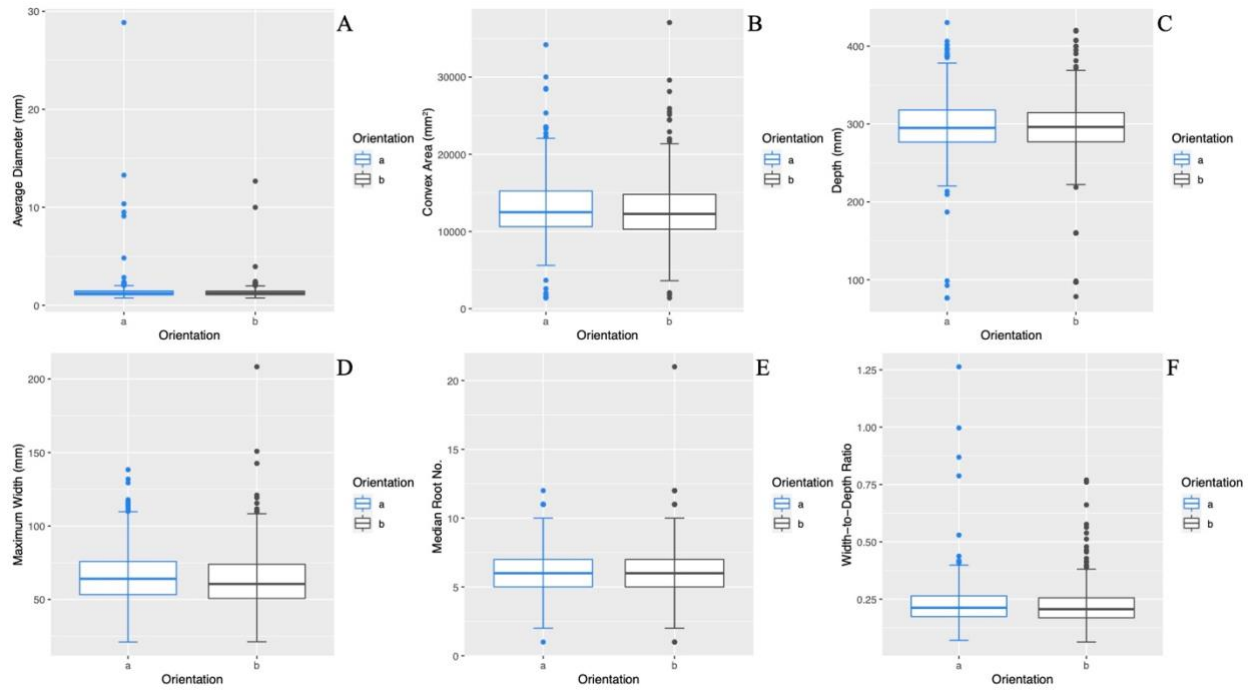 A
Average Diameter (mm)
30
20
10
0
a
b
Orientation
Orientation
a
b
B
Convex Area (mm²)
30000
20000
10000
0
a
b
Orientation
Orientation
a
b
C
Depth (mm)
400
300
200
100
a
b
Orientation
Orientation
a
b
D
Maximum Width (mm)
200
150
100
50
a
b
Orientation
Orientation
a
b
E
Median Root No.
20
15
10
5
0
a
b
Orientation
Orientation
a
b
F
Width−to−Depth Ratio
1.25
1.00
0.75
0.50
0.25
a
b
Orientation
Orientation
a
b